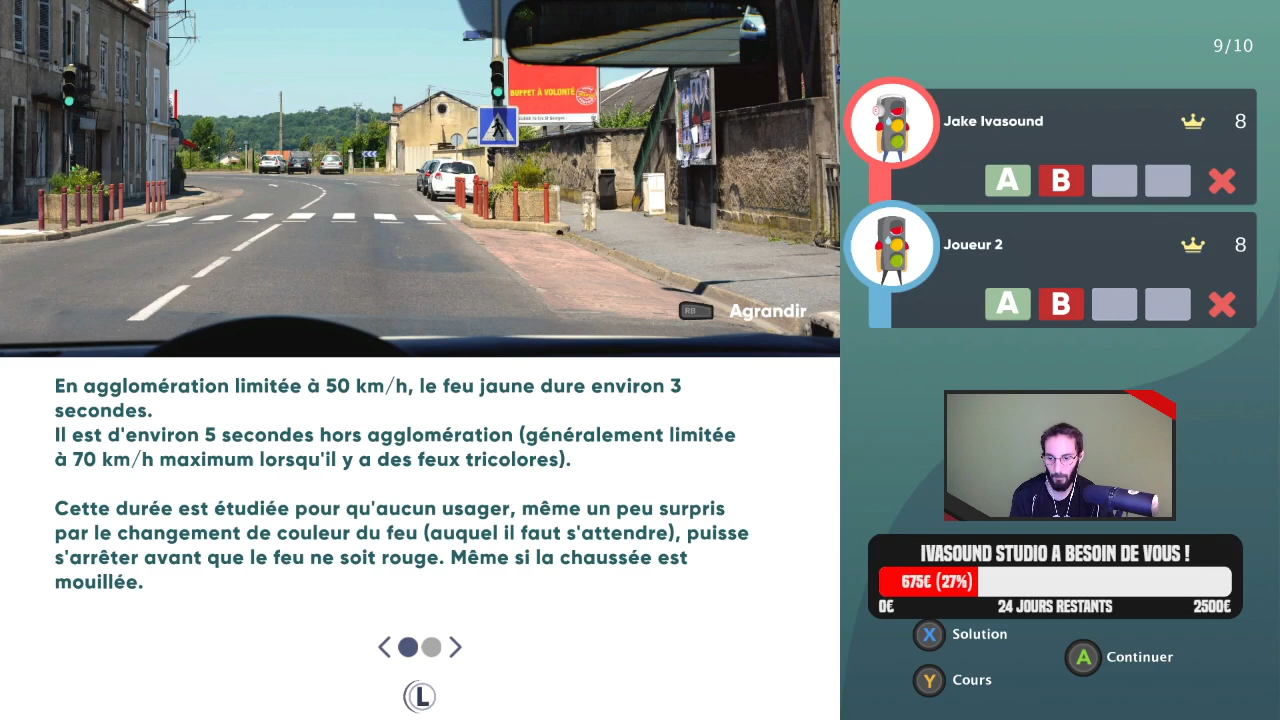 9/10
BUFFET À VOLONTÉ
RB
Agrandir
Jake Ivasound
8
A
B
Joueur 2
8
A
B
En agglomération limitée à 50 km/h, le feu jaune dure environ 3
secondes.
Il est d'environ 5 secondes hors agglomération (généralement limitée
à 70 km/h maximum lorsqu'il y a des feux tricolores).
Cette durée est étudiée pour qu'aucun usager, même un peu surpris
par le changement de couleur du feu (auquel il faut s'attendre), puisse
s'arrêter avant que le feu ne soit rouge. Même si la chaussée est
mouillée.
L
IVASOUND STUDIO A BESOIN DE VOUS !
675€ (27%)
0€
24 JOURS RESTANTS
2500€
X
Solution
A
Continuer
Y
Cours